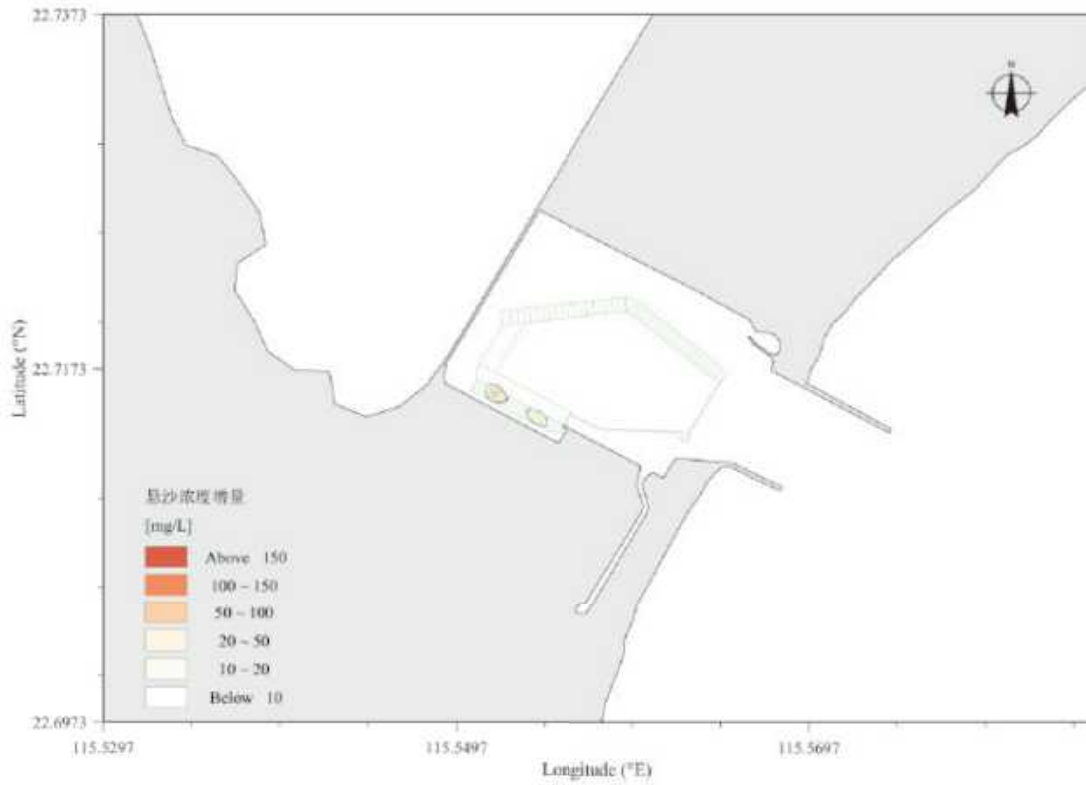 22.7373
N
22.7173
Latitude (°N)
悬沙浓度增量
[mg/L]
Above 150
100 ~ 150
50 ~ 100
20 ~ 50
10 ~ 20
Below 10
22.6973
115.5297
115.5497
115.5697
Longitude (°E)